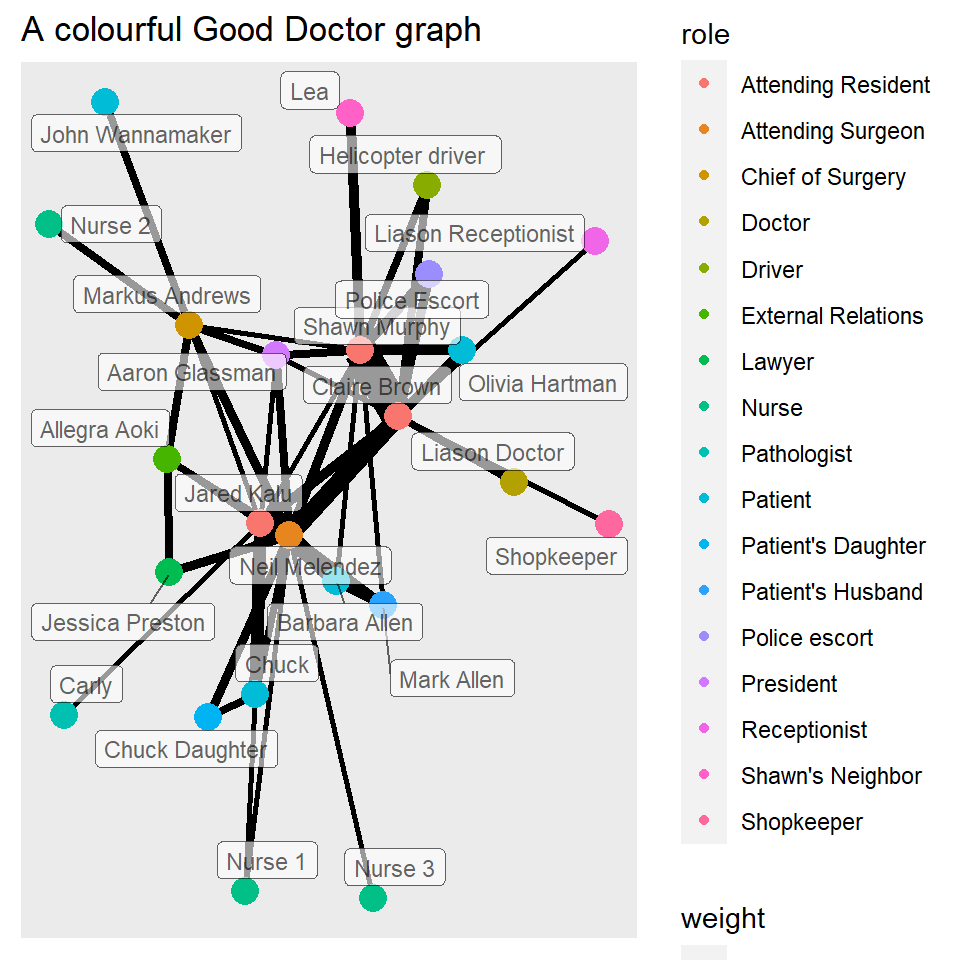 A colourful Good Doctor graph
Lea
John Wannamaker
Helicopter driver
Nurse 2
Liason Receptionist
Markus Andrews
Police Escort
Shawn Murphy
Aaron Glassman
Claire Brown
Olivia Hartman
Allegra Aoki
Liason Doctor
Jared Kalu
Shopkeeper
Neil Melendez
Jessica Preston
Barbara Allen
Chuck
Mark Allen
Carly
Chuck Daughter
Nurse 1
Nurse 3
role
Attending Resident
Attending Surgeon
Chief of Surgery
Doctor
Driver
External Relations
Lawyer
Nurse
Pathologist
Patient
Patient's Daughter
Patient's Husband
Police escort
President
Receptionist
Shawn's Neighbor
Shopkeeper
weight